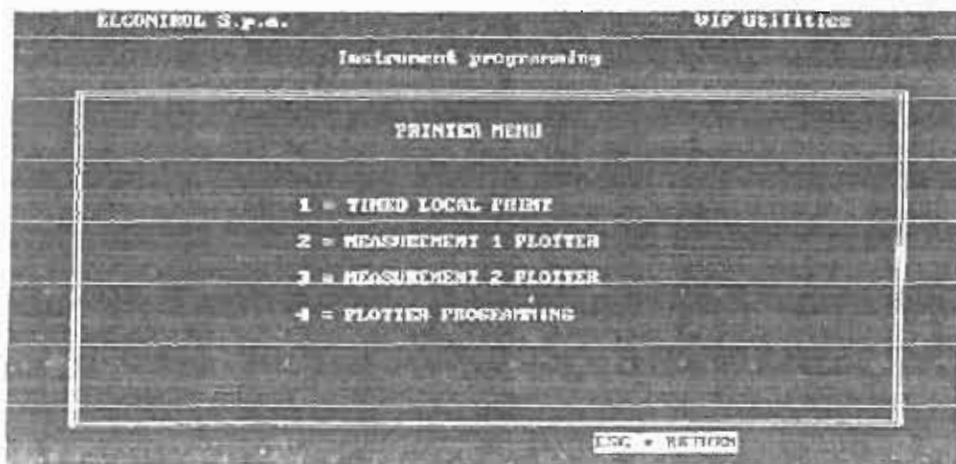 ELCONTROL S.p.a. VIP Utilities
Instrument programming
PRINTER MENU
1 = TIMED LOCAL PRINT
2 = MEASUREMENT 1 PLOTTER
3 = MEASUREMENT 2 PLOTTER
4 = PLOTTER PROGRAMMING
ESC = RETURN